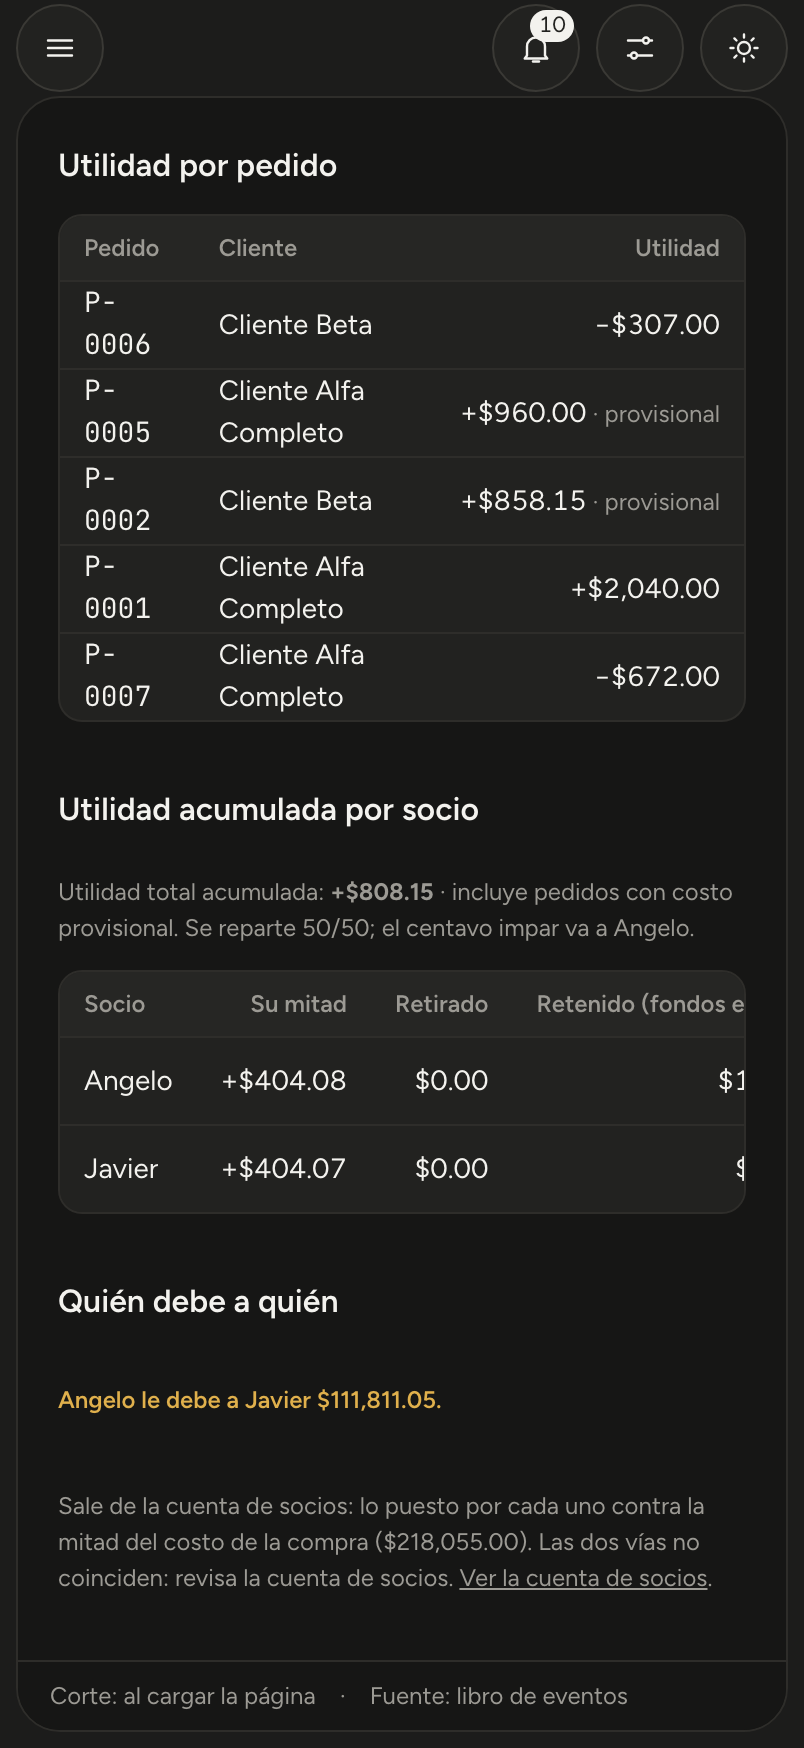 10
Utilidad por pedido
Pedido Cliente Utilidad
P-
0006
Cliente Beta
−$307.00
P-
0005
Cliente Alfa
Completo
+$960.00 · provisional
P-
0002
Cliente Beta
+$858.15 · provisional
P-
0001
Cliente Alfa
Completo
+$2,040.00
P-
0007
Cliente Alfa
Completo
−$672.00
Utilidad acumulada por socio
Utilidad total acumulada: +$808.15 · incluye pedidos con costo
provisional. Se reparte 50/50; el centavo impar va a Angelo.
Socio Su mitad Retirado Retenido (fondos e
Angelo +$404.08 $0.00 $1
Javier +$404.07 $0.00 $
Quién debe a quién
Angelo le debe a Javier $111,811.05.
Sale de la cuenta de socios: lo puesto por cada uno contra la
mitad del costo de la compra ($218,055.00). Las dos vías no
coinciden: revisa la cuenta de socios. Ver la cuenta de socios.
Corte: al cargar la página · Fuente: libro de eventos